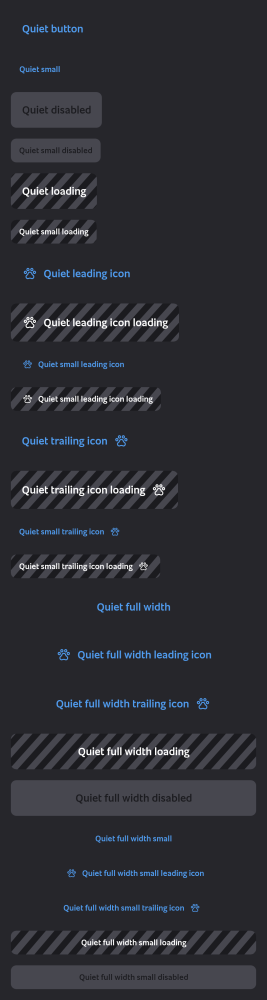 Quiet button
Quiet small
Quiet disabled
Quiet small disabled
Quiet loading
Quiet small loading
Quiet leading icon
Quiet leading icon loading
Quiet small leading icon
Quiet small leading icon loading
Quiet trailing icon
Quiet trailing icon loading
Quiet small trailing icon
Quiet small trailing icon loading
Quiet full width
Quiet full width leading icon
Quiet full width trailing icon
Quiet full width loading
Quiet full width disabled
Quiet full width small
Quiet full width small leading icon
Quiet full width small trailing icon
Quiet full width small loading
Quiet full width small disabled